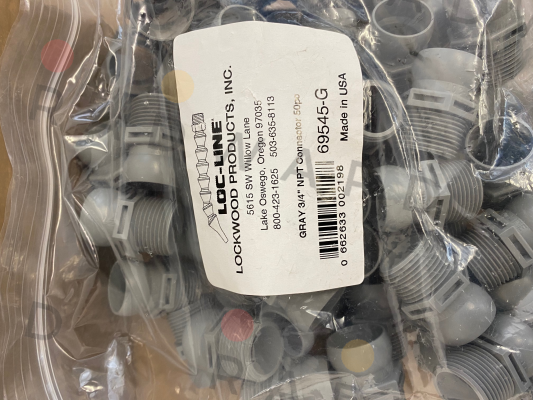 LOC-LINE
LOCKWOOD PRODUCTS, INC.
5615 SW Willow Lane
Lake Oswego, Oregon 97035
800-423-1625 503-635-8113
GRAY 3/4" NPT Connector 50pc
69545-G
0 662633 002198
Made In USA